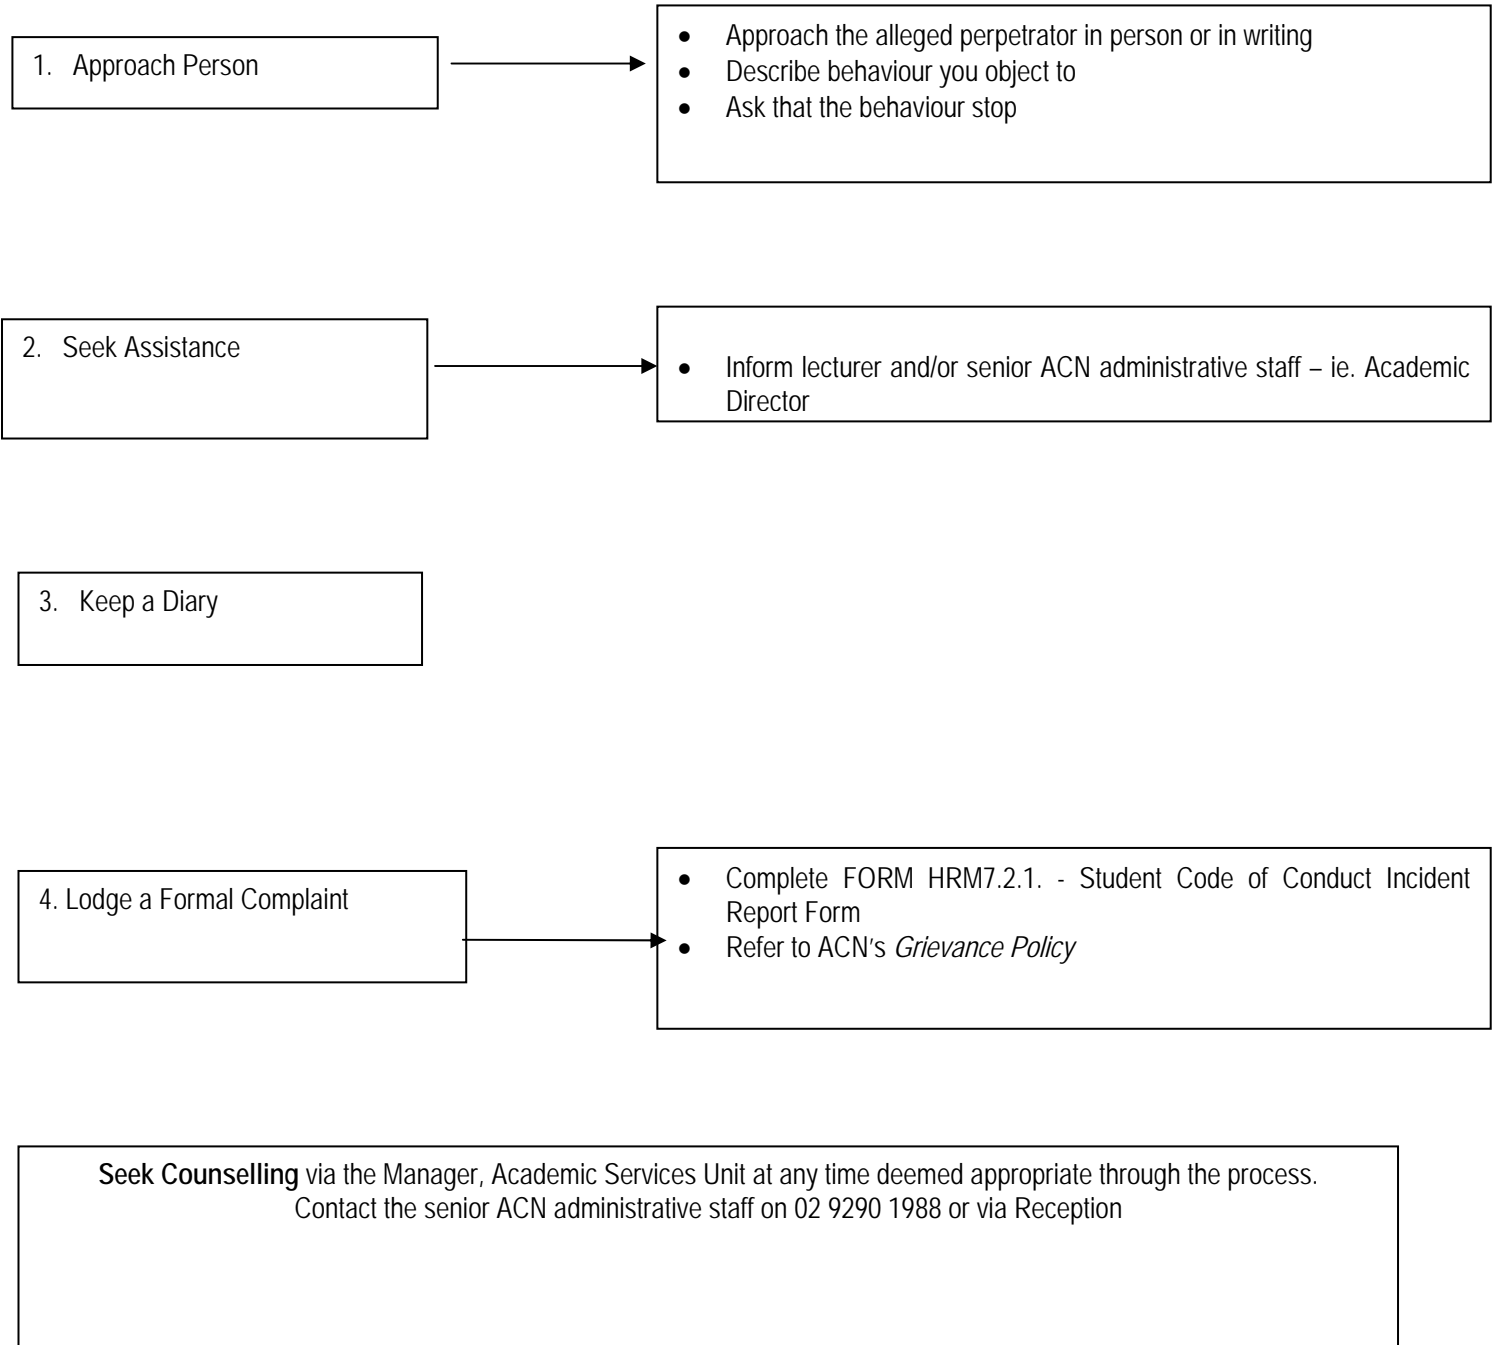 1. Approach Person
• Approach the alleged perpetrator in person or in writing
• Describe behaviour you object to
• Ask that the behaviour stop
2. Seek Assistance
• Inform lecturer and/or senior ACN administrative staff – ie. Academic
Director
3. Keep a Diary
4. Lodge a Formal Complaint
• Complete FORM HRM7.2.1. - Student Code of Conduct Incident
Report Form
• Refer to ACN's Grievance Policy
Seek Counselling via the Manager, Academic Services Unit at any time deemed appropriate through the process.
Contact the senior ACN administrative staff on 02 9290 1988 or via Reception